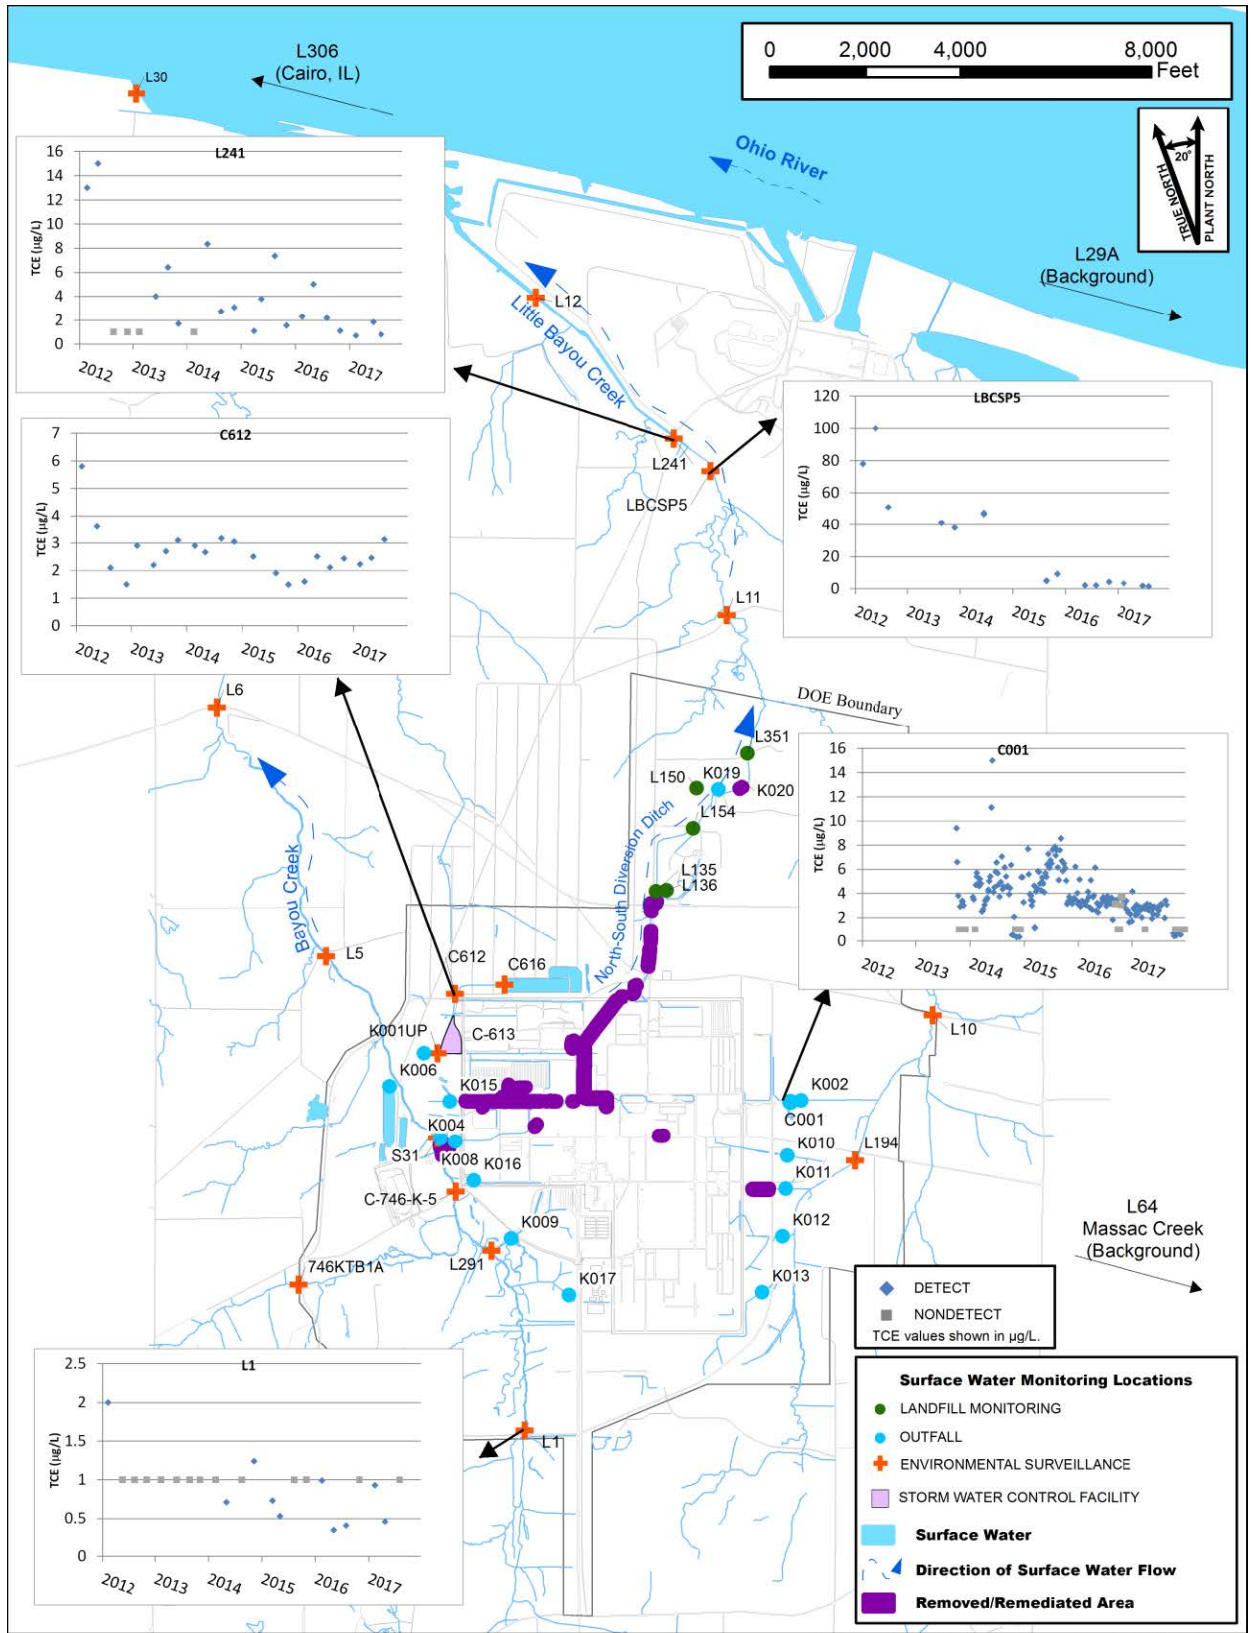 L306
(Cairo, IL)
L30
0 2,000 4,000 8,000
Feet
Ohio River
20°
TRUE NORTH
PLANT NORTH
L29A
(Background)
L241
16
14
12
10
8
6
4
2
0
TCE (µg/L)
2012 2013 2014 2015 2016 2017
L12
Little Bayou Creek
L241
LBCSP5
C612
7
6
5
4
3
2
1
0
TCE (µg/L)
2012 2013 2014 2015 2016 2017
LBCSP5
120
100
80
60
40
20
0
TCE (µg/L)
2012 2013 2014 2015 2016 2017
L11
L6
DOE Boundary
L351
L150
K019
K020
L154
North-South Diversion Ditch
L135
L136
C001
16
14
12
10
8
6
4
2
0
TCE (µg/L)
2012 2013 2014 2015 2016 2017
Bayou Creek
L5
C612
C616
K001UP
C-613
K006
K015
L10
K002
C001
K004
S31
K008
K016
K010
L194
K011
C-746-K-5
K009
K012
L291
746KTB1A
K017
K013
L64
Massac Creek
(Background)
DETECT
NONDETECT
TCE values shown in µg/L.
L1
2.5
2
1.5
1
0.5
0
TCE (µg/L)
2012 2013 2014 2015 2016 2017
L1
Surface Water Monitoring Locations
LANDFILL MONITORING
OUTFALL
ENVIRONMENTAL SURVEILLANCE
STORM WATER CONTROL FACILITY
Surface Water
Direction of Surface Water Flow
Removed/Remediated Area